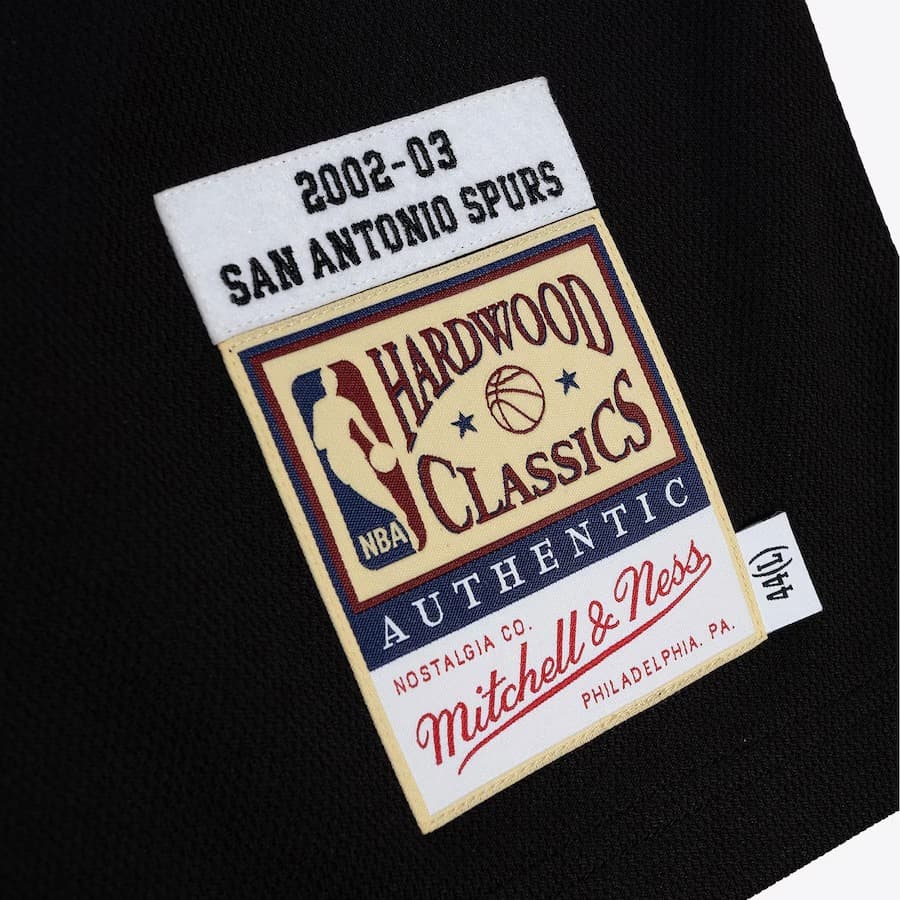 2002-03
SAN ANTONIO SPURS
HARDWOOD
CLASSICS
NBA
AUTHENTIC
NOSTALGIA CO.
Mitchell & Ness
PHILADELPHIA. PA.
44(L)